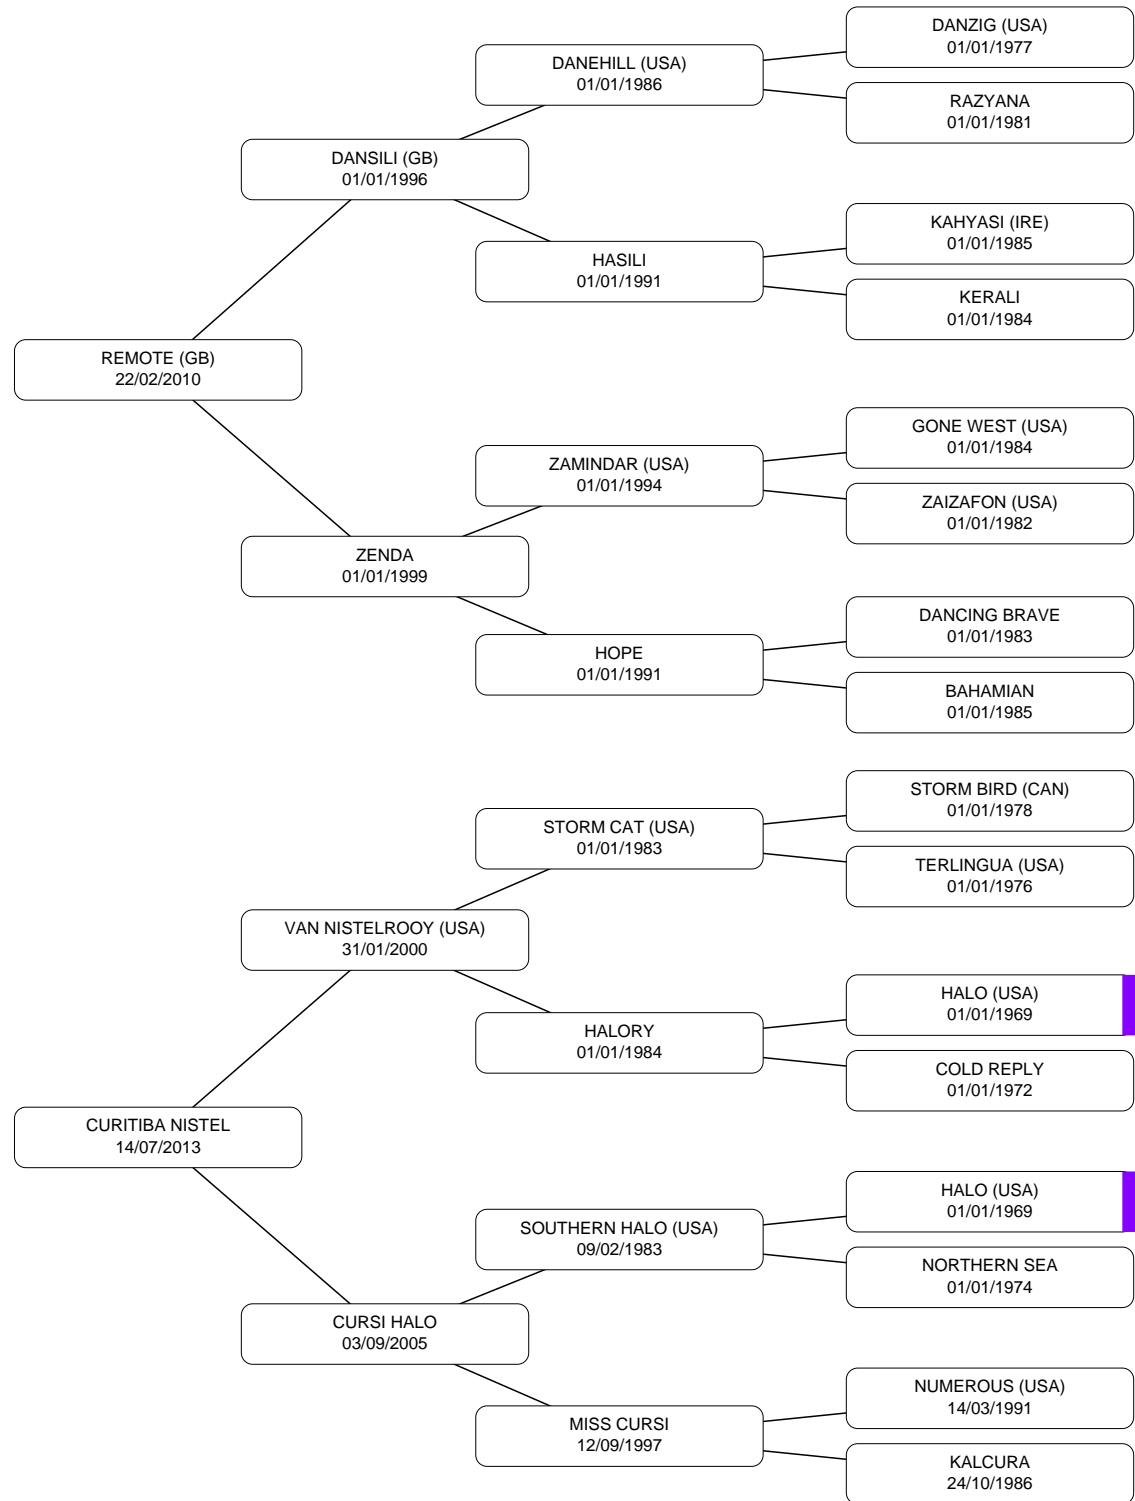 DANZIG (USA)
01/01/1977
DANEHILL (USA)
01/01/1986
RAZYANA
01/01/1981
DANSILI (GB)
01/01/1996
KAHYASI (IRE)
01/01/1985
HASILI
01/01/1991
KERALI
01/01/1984
REMOTE (GB)
22/02/2010
GONE WEST (USA)
01/01/1984
ZAMINDAR (USA)
01/01/1994
ZAIZAFON (USA)
01/01/1982
ZENDA
01/01/1999
DANCING BRAVE
01/01/1983
HOPE
01/01/1991
BAHAMIAN
01/01/1985
STORM BIRD (CAN)
01/01/1978
STORM CAT (USA)
01/01/1983
TERLINGUA (USA)
01/01/1976
VAN NISTELROOY (USA)
31/01/2000
HALO (USA)
01/01/1969
HALORY
01/01/1984
COLD REPLY
01/01/1972
CURITIBA NISTEL
14/07/2013
HALO (USA)
01/01/1969
SOUTHERN HALO (USA)
09/02/1983
NORTHERN SEA
01/01/1974
CURSI HALO
03/09/2005
NUMEROUS (USA)
14/03/1991
MISS CURSI
12/09/1997
KALCURA
24/10/1986